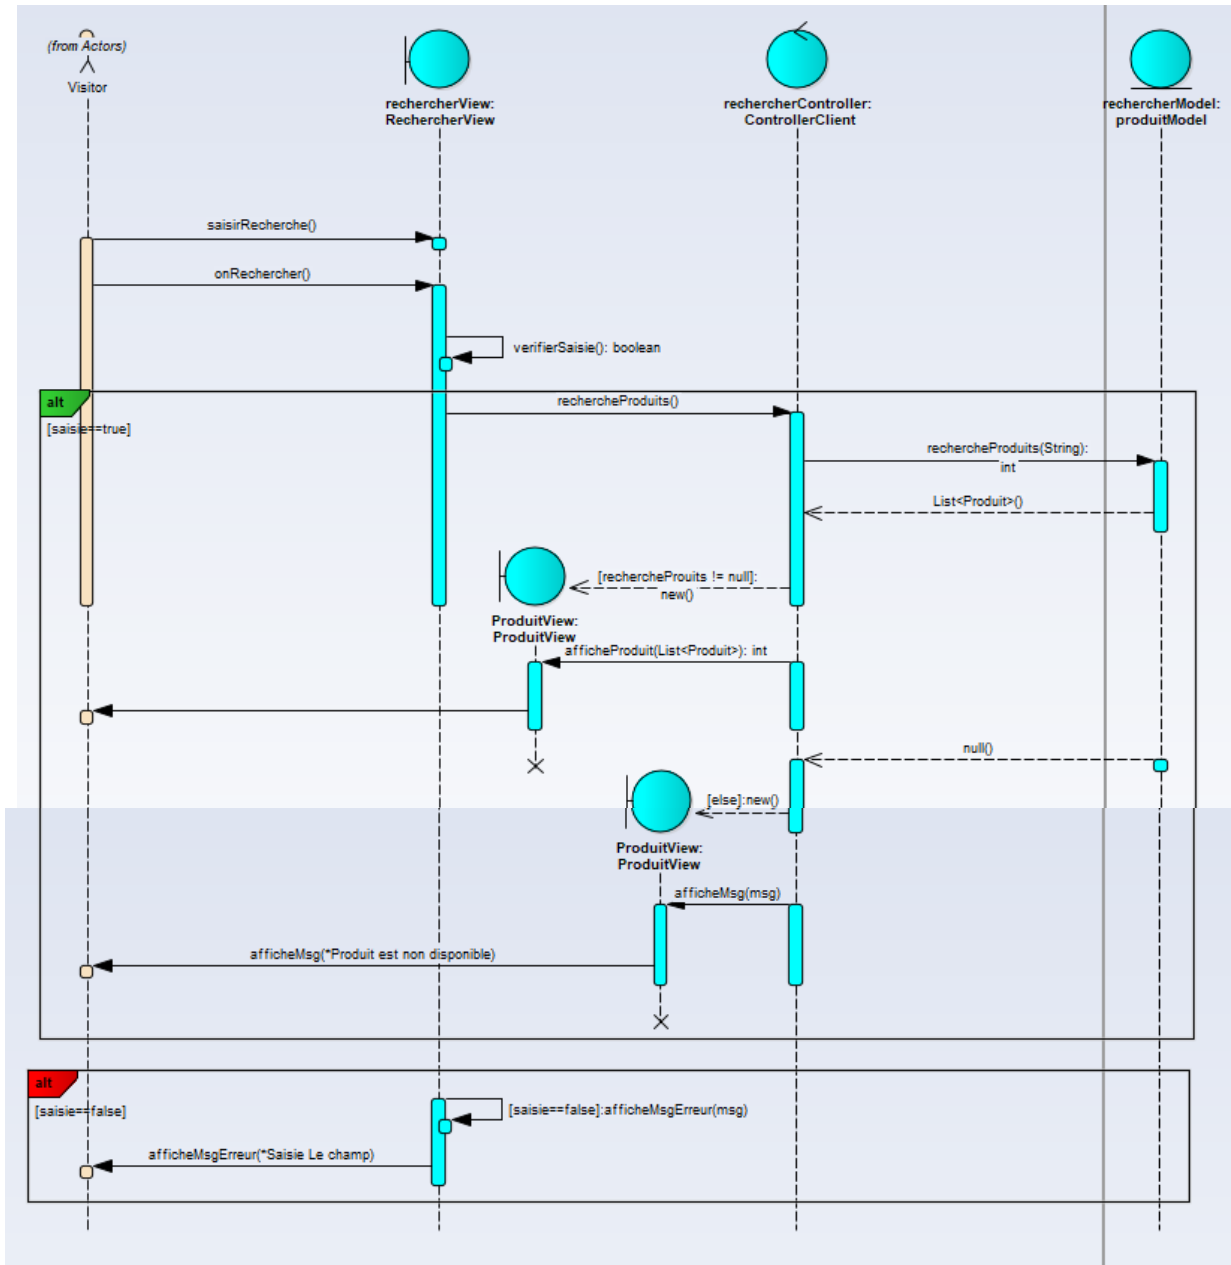 (from Actors)
Visitor
rechercherView:
RechercherView
rechercherController:
ControllerClient
rechercherModel:
produitModel
saisirRecherche()
onRechercher()
verifierSaisie(): boolean
alt
[saisie==true]
rechercheProduits()
rechercheProduits(String):
int
List<Produit>()
[rechercheProuits != null]:
new()
ProduitView:
ProduitView
afficheProduit(List<Produit>): int
null()
[else]:new()
ProduitView:
ProduitView
afficheMsg(msg)
afficheMsg(*Produit est non disponible)
alt
[saisie==false]
[saisie==false]:afficheMsgErreur(msg)
afficheMsgErreur(*Saisie Le champ)